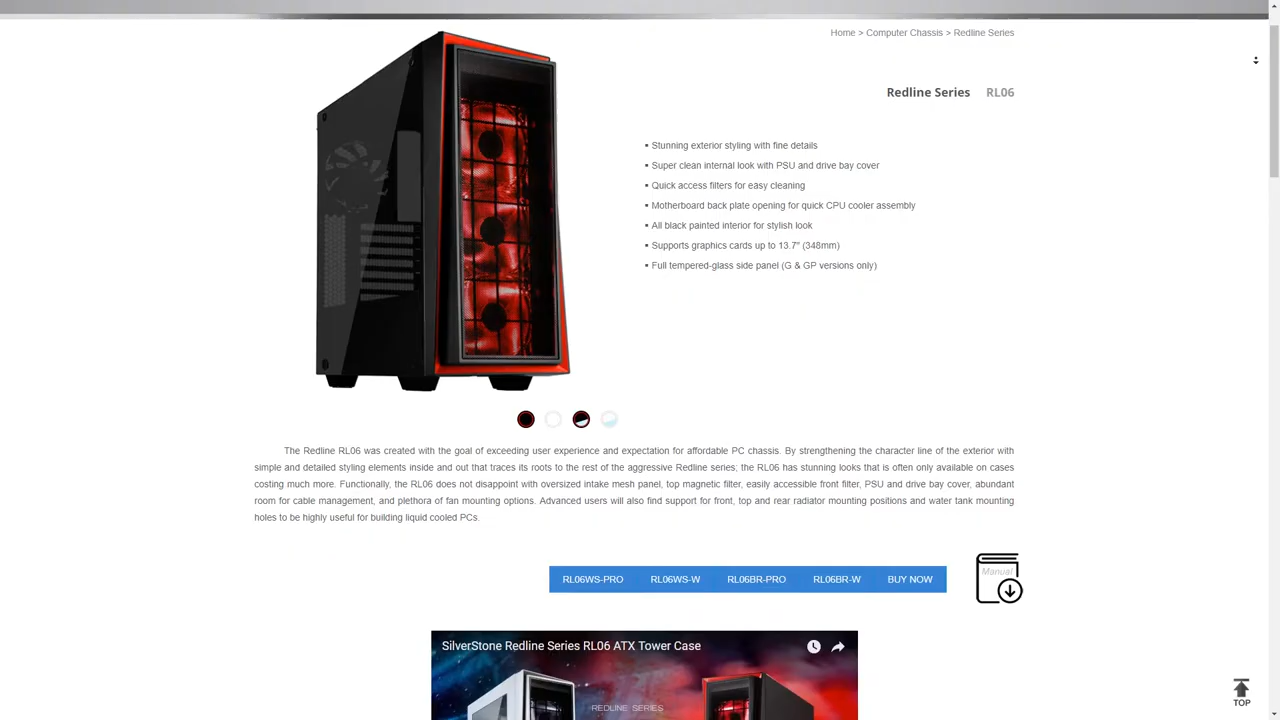 Home > Computer Chassis > Redline Series
Redline Series RL06
▪ Stunning exterior styling with fine details
▪ Super clean internal look with PSU and drive bay cover
▪ Quick access filters for easy cleaning
▪ Motherboard back plate opening for quick CPU cooler assembly
▪ All black painted interior for stylish look
▪ Supports graphics cards up to 13.7" (348mm)
▪ Full tempered-glass side panel (G & GP versions only)
The Redline RL06 was created with the goal of exceeding user experience and expectation for affordable PC chassis. By strengthening the character line of the exterior with
simple and detailed styling elements inside and out that traces its roots to the rest of the aggressive Redline series; the RL06 has stunning looks that is often only available on cases
costing much more. Functionally, the RL06 does not disappoint with oversized intake mesh panel, top magnetic filter, easily accessible front filter, PSU and drive bay cover, abundant
room for cable management, and plethora of fan mounting options. Advanced users will also find support for front, top and rear radiator mounting positions and water tank mounting
holes to be highly useful for building liquid cooled PCs.
Manual
RL06WS-PRO RL06WS-W RL06BR-PRO RL06BR-W BUY NOW
SilverStone Redline Series RL06 ATX Tower Case
REDLINE SERIES
TOP